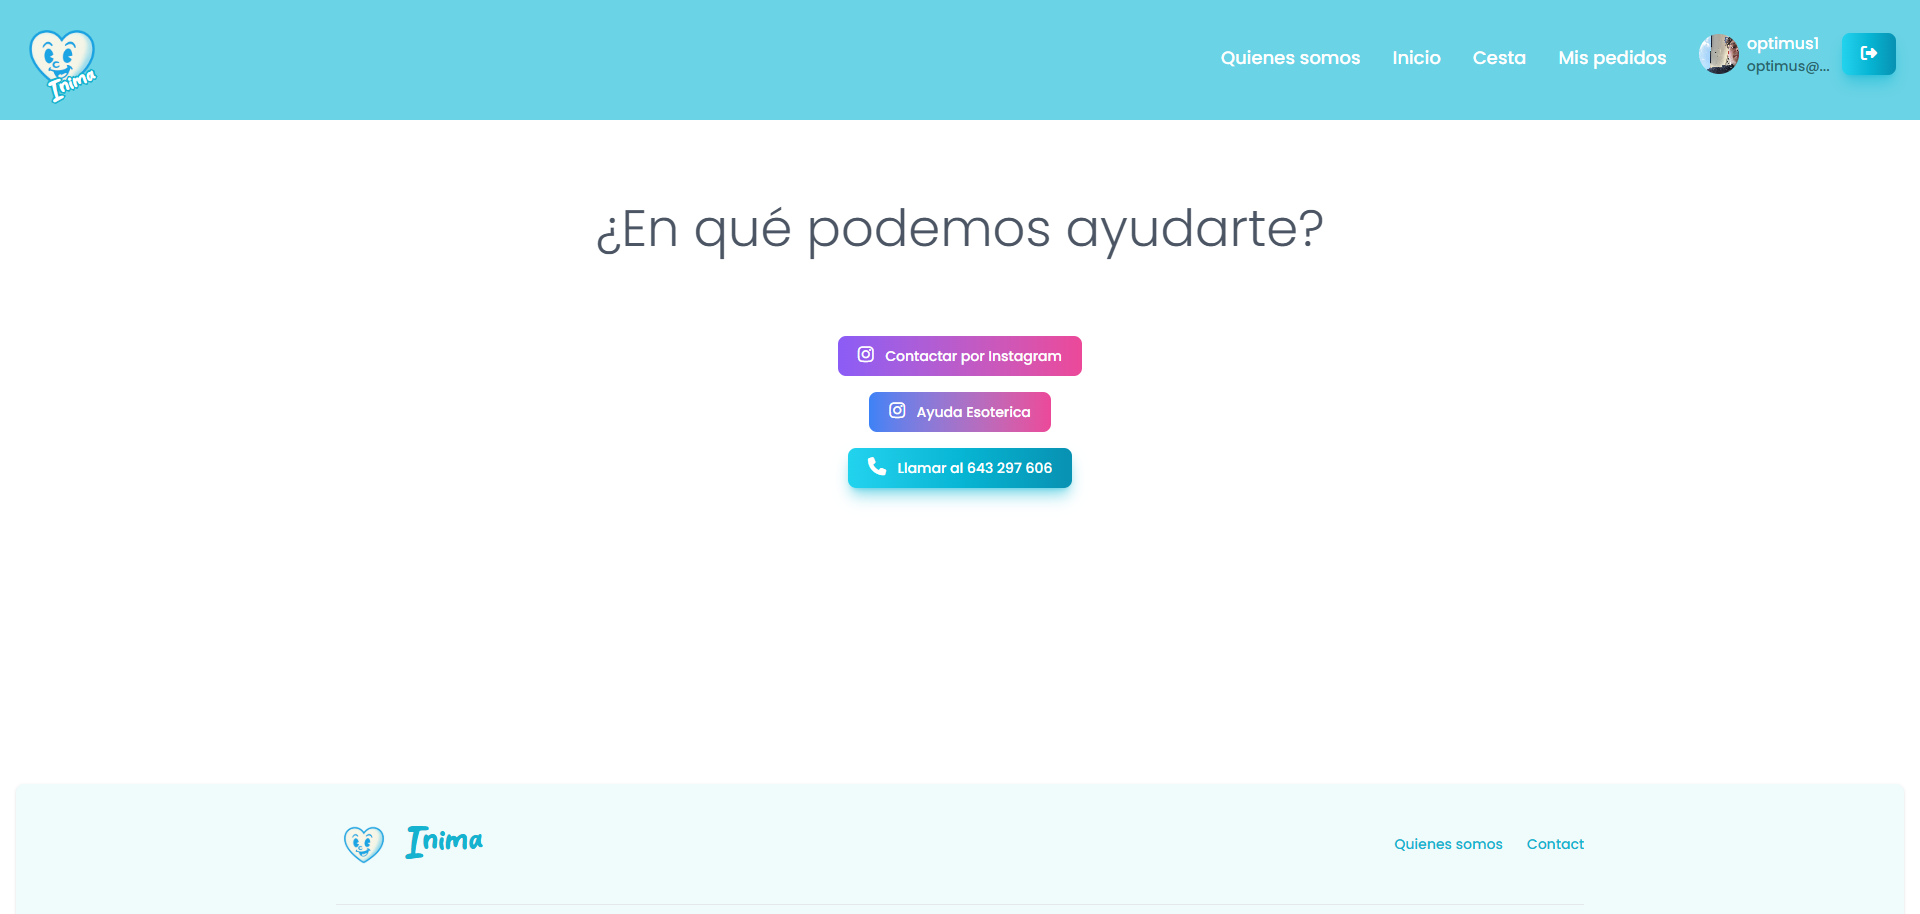 Inima
Quienes somos
Inicio
Cesta
Mis pedidos
optimus1
optimus@...
¿En qué podemos ayudarte?
Contactar por Instagram
Ayuda Esoterica
Llamar al 643 297 606
Inima
Quienes somos
Contact